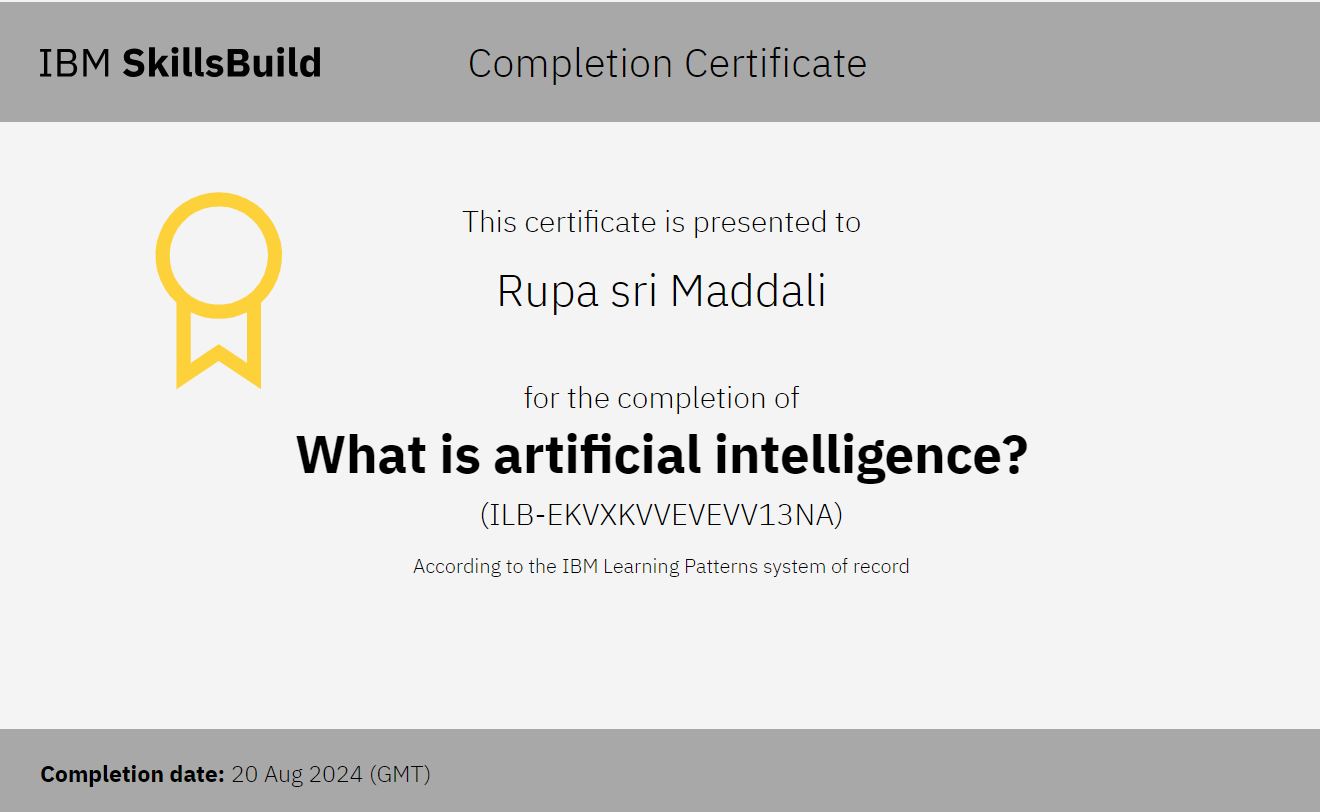 IBM SkillsBuild
Completion Certificate
This certificate is presented to
Rupa sri Maddali
for the completion of
What is artificial intelligence?
(ILB-EKVXKVVEVEVV13NA)
According to the IBM Learning Patterns system of record
Completion date: 20 Aug 2024 (GMT)